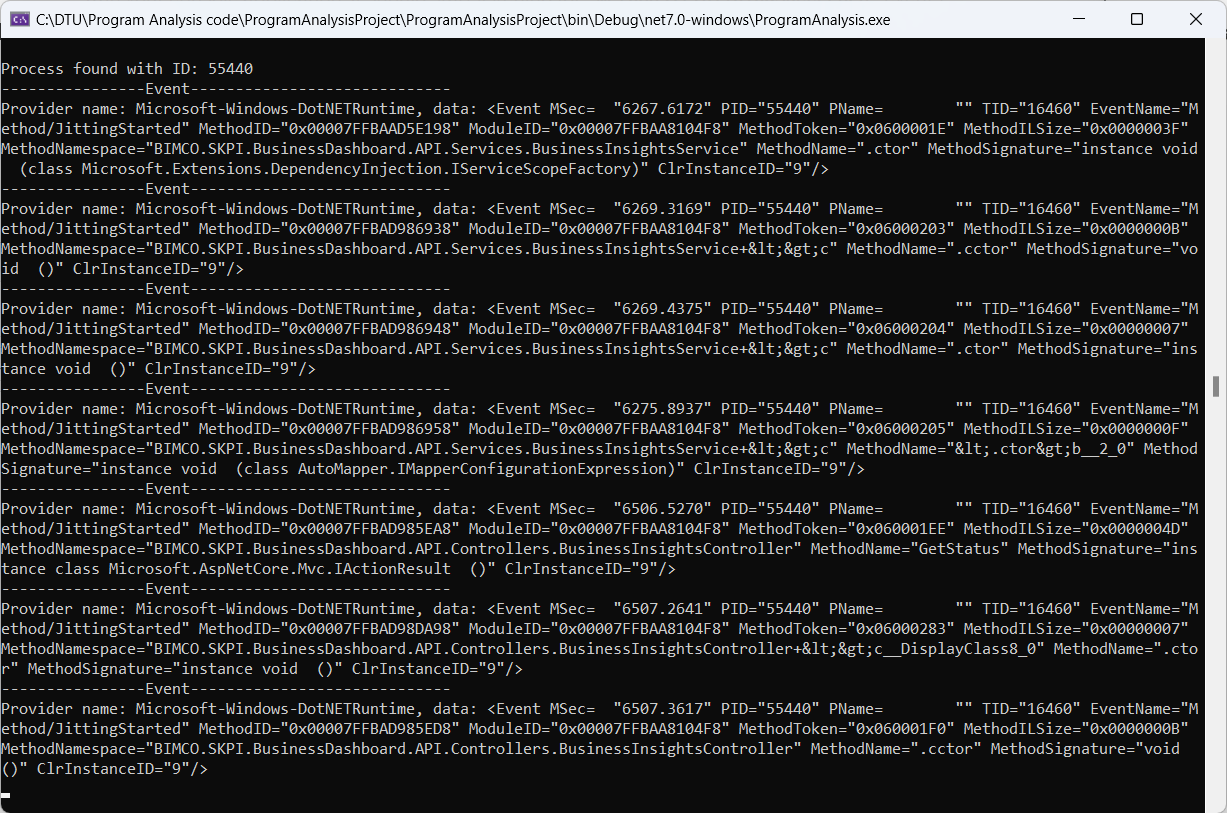 C:\DTU\Program Analysis code\ProgramAnalysisProject\ProgramAnalysisProject\bin\Debug\net7.0-windows\ProgramAnalysis.exe
Process found with ID: 55440
----------------Event-----------------------------
Provider name: Microsoft-Windows-DotNETRuntime, data: <Event MSec=  "6267.6172" PID="55440" PName=        "" TID="16460" EventName="M
ethod/JittingStarted" MethodID="0x00007FFBAAD5E198" ModuleID="0x00007FFBAA8104F8" MethodToken="0x0600001E" MethodILSize="0x0000003F"
MethodNamespace="BIMCO.SKPI.BusinessDashboard.API.Services.BusinessInsightsService" MethodName=".ctor" MethodSignature="instance void
  (class Microsoft.Extensions.DependencyInjection.IServiceScopeFactory)" ClrInstanceID="9"/>
----------------Event-----------------------------
Provider name: Microsoft-Windows-DotNETRuntime, data: <Event MSec=  "6269.3169" PID="55440" PName=        "" TID="16460" EventName="M
ethod/JittingStarted" MethodID="0x00007FFBAD986938" ModuleID="0x00007FFBAA8104F8" MethodToken="0x06000203" MethodILSize="0x0000000B"
MethodNamespace="BIMCO.SKPI.BusinessDashboard.API.Services.BusinessInsightsService+&lt;&gt;c" MethodName=".cctor" MethodSignature="vo
id  ()" ClrInstanceID="9"/>
----------------Event-----------------------------
Provider name: Microsoft-Windows-DotNETRuntime, data: <Event MSec=  "6269.4375" PID="55440" PName=        "" TID="16460" EventName="M
ethod/JittingStarted" MethodID="0x00007FFBAD986948" ModuleID="0x00007FFBAA8104F8" MethodToken="0x06000204" MethodILSize="0x00000007"
MethodNamespace="BIMCO.SKPI.BusinessDashboard.API.Services.BusinessInsightsService+&lt;&gt;c" MethodName=".ctor" MethodSignature="ins
tance void  ()" ClrInstanceID="9"/>
----------------Event-----------------------------
Provider name: Microsoft-Windows-DotNETRuntime, data: <Event MSec=  "6275.8937" PID="55440" PName=        "" TID="16460" EventName="M
ethod/JittingStarted" MethodID="0x00007FFBAD986958" ModuleID="0x00007FFBAA8104F8" MethodToken="0x06000205" MethodILSize="0x0000000F"
MethodNamespace="BIMCO.SKPI.BusinessDashboard.API.Services.BusinessInsightsService+&lt;&gt;c" MethodName="&lt;.ctor&gt;b__2_0" Method
Signature="instance void  (class AutoMapper.IMapperConfigurationExpression)" ClrInstanceID="9"/>
----------------Event-----------------------------
Provider name: Microsoft-Windows-DotNETRuntime, data: <Event MSec=  "6506.5270" PID="55440" PName=        "" TID="16460" EventName="M
ethod/JittingStarted" MethodID="0x00007FFBAD985EA8" ModuleID="0x00007FFBAA8104F8" MethodToken="0x060001EE" MethodILSize="0x0000004D"
MethodNamespace="BIMCO.SKPI.BusinessDashboard.API.Controllers.BusinessInsightsController" MethodName="GetStatus" MethodSignature="ins
tance class Microsoft.AspNetCore.Mvc.IActionResult  ()" ClrInstanceID="9"/>
----------------Event-----------------------------
Provider name: Microsoft-Windows-DotNETRuntime, data: <Event MSec=  "6507.2641" PID="55440" PName=        "" TID="16460" EventName="M
ethod/JittingStarted" MethodID="0x00007FFBAD98DA98" ModuleID="0x00007FFBAA8104F8" MethodToken="0x06000283" MethodILSize="0x00000007"
MethodNamespace="BIMCO.SKPI.BusinessDashboard.API.Controllers.BusinessInsightsController+&lt;&gt;c__DisplayClass8_0" MethodName=".cto
r" MethodSignature="instance void  ()" ClrInstanceID="9"/>
----------------Event-----------------------------
Provider name: Microsoft-Windows-DotNETRuntime, data: <Event MSec=  "6507.3617" PID="55440" PName=        "" TID="16460" EventName="M
ethod/JittingStarted" MethodID="0x00007FFBAD985ED8" ModuleID="0x00007FFBAA8104F8" MethodToken="0x060001F0" MethodILSize="0x0000000B"
MethodNamespace="BIMCO.SKPI.BusinessDashboard.API.Controllers.BusinessInsightsController" MethodName=".cctor" MethodSignature="void
()" ClrInstanceID="9"/>